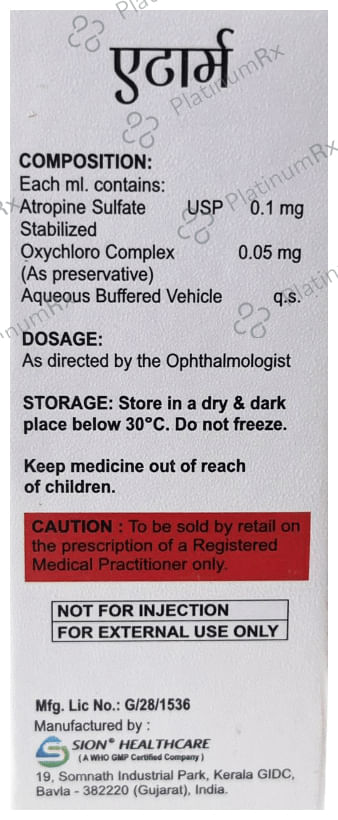 एटार्म
COMPOSITION:
Each ml. contains:
Atropine Sulfate USP 0.1 mg
Stabilized
Oxychloro Complex 0.05 mg
(As preservative)
Aqueous Buffered Vehicle q.s.
DOSAGE:
As directed by the Ophthalmologist
STORAGE: Store in a dry & dark
place below 30°C. Do not freeze.
Keep medicine out of reach
of children.
CAUTION : To be sold by retail on
the prescription of a Registered
Medical Practitioner only.
NOT FOR INJECTION
FOR EXTERNAL USE ONLY
Mfg. Lic No.: G/28/1536
Manufactured by :
SION® HEALTHCARE
( A WHO GMP Certified Company )
19, Somnath Industrial Park, Kerala GIDC,
Bavla - 382220 (Gujarat), India.
PlatinumRx
PlatinumRx